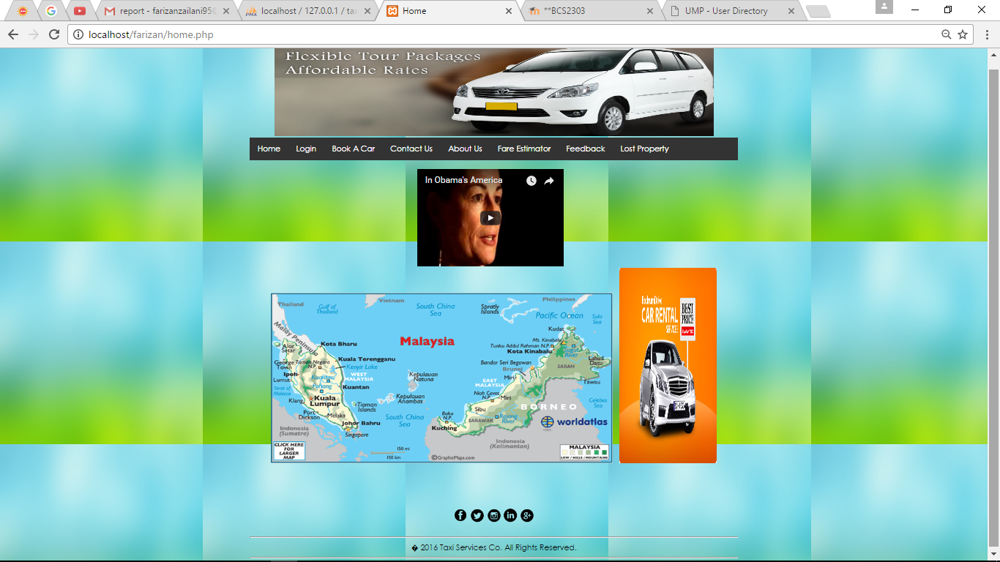 report - farizanzailani95@
localhost / 127.0.0.1 / ta
Home
**BCS2303
UMP - User Directory
localhost/farizan/home.php
Flexible Tour Packages
Affordable Rates
Home Login Book A Car Contact Us About Us Fare Estimator Feedback Lost Property
In Obama's America
Thailand
Gulf of
Thailand
Vietnam
South China
Sea
Spratly
Islands
Philippines
Pacific Ocean
Sulu
Sea
Malay Peninsula
Malaysia
Kudat
Alor
Setar
Kota Bharu
Mt. Kinabalu
Tunku Abdul Rahman N.P.
Kota Kinabalu
Sugut
River
George
Town
Taman Negara
N.P.
Kuala Terengganu
Kenyir Lake
Bandar Seri Begawan
Brunei
SABAH
Lahad
Datu
Ipoh
Lumut
WEST
MALAYSIA
Kepulauan
Natuna
Miri
EAST
MALAYSIA
Tawau
Strait of
Malacca
Pahang
Kuantan
Niah Caves
N.P.
Miri
Celebes
Sea
Klang
Kuala
Lumpur
Tioman
Islands
Kepulauan
Anambas
BORNEO
Port
Dickson
Melaka
Sibu
South China
Sea
Bako
N.P.
SARAWAK
Rajang
River
worldatlas
Indonesia
(Sumatra)
Johor Bahru
Singapore
Kuching
Indonesia
(Kalimantan)
CLICK HERE
FOR
LARGER
MAP
150 mi
150 km
©GraphicMaps.com
MALAYSIA
LOW / HILLS / MOUNTAINS
CAR RENTAL
BEST
PRICE
� 2016 Taxi Services Co. All Rights Reserved.